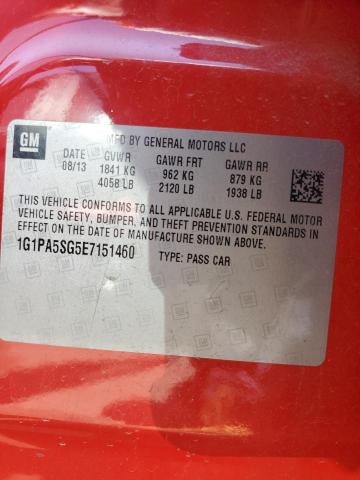 GM
MFD BY GENERAL MOTORS LLC
DATE GVWR GAWR FRT GAWR RR
08/13 1841 KG 962 KG 879 KG
4058 LB 2120 LB 1938 LB
THIS VEHICLE CONFORMS TO ALL APPLICABLE U.S. FEDERAL MOTOR
VEHICLE SAFETY, BUMPER, AND THEFT PREVENTION STANDARDS IN
EFFECT ON THE DATE OF MANUFACTURE SHOWN ABOVE.
1G1PA5SG5E7151460 TYPE: PASS CAR